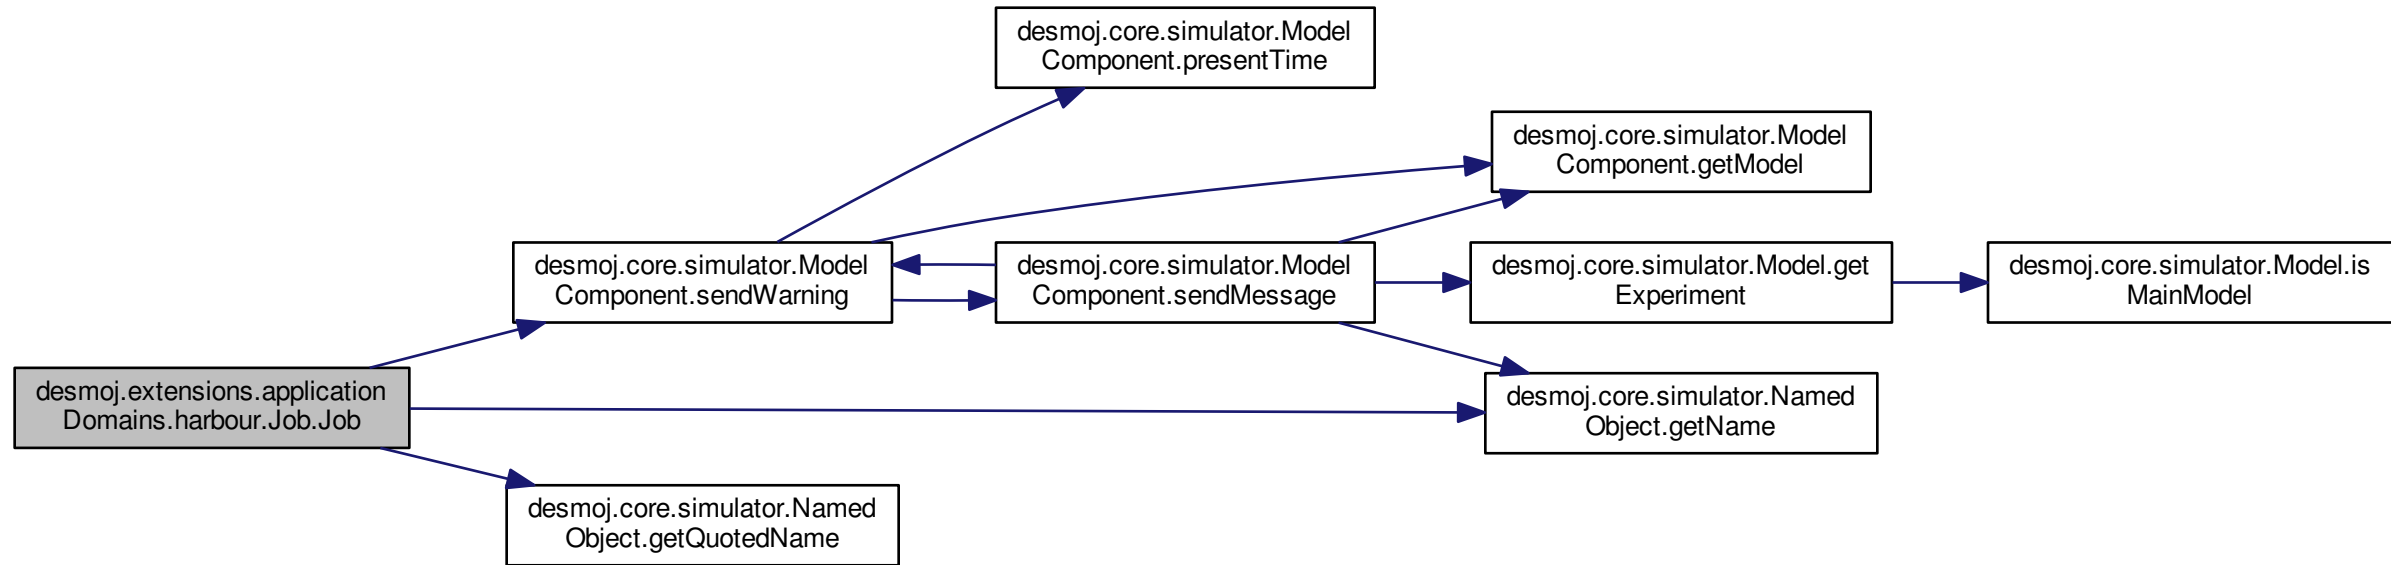 desmoj.core.simulator.Model
Component.presentTime
desmoj.core.simulator.Model
Component.getModel
desmoj.core.simulator.Model
Component.sendWarning
desmoj.core.simulator.Model
Component.sendMessage
desmoj.core.simulator.Model.get
Experiment
desmoj.core.simulator.Model.is
MainModel
desmoj.extensions.application
Domains.harbour.Job.Job
desmoj.core.simulator.Named
Object.getName
desmoj.core.simulator.Named
Object.getQuotedName